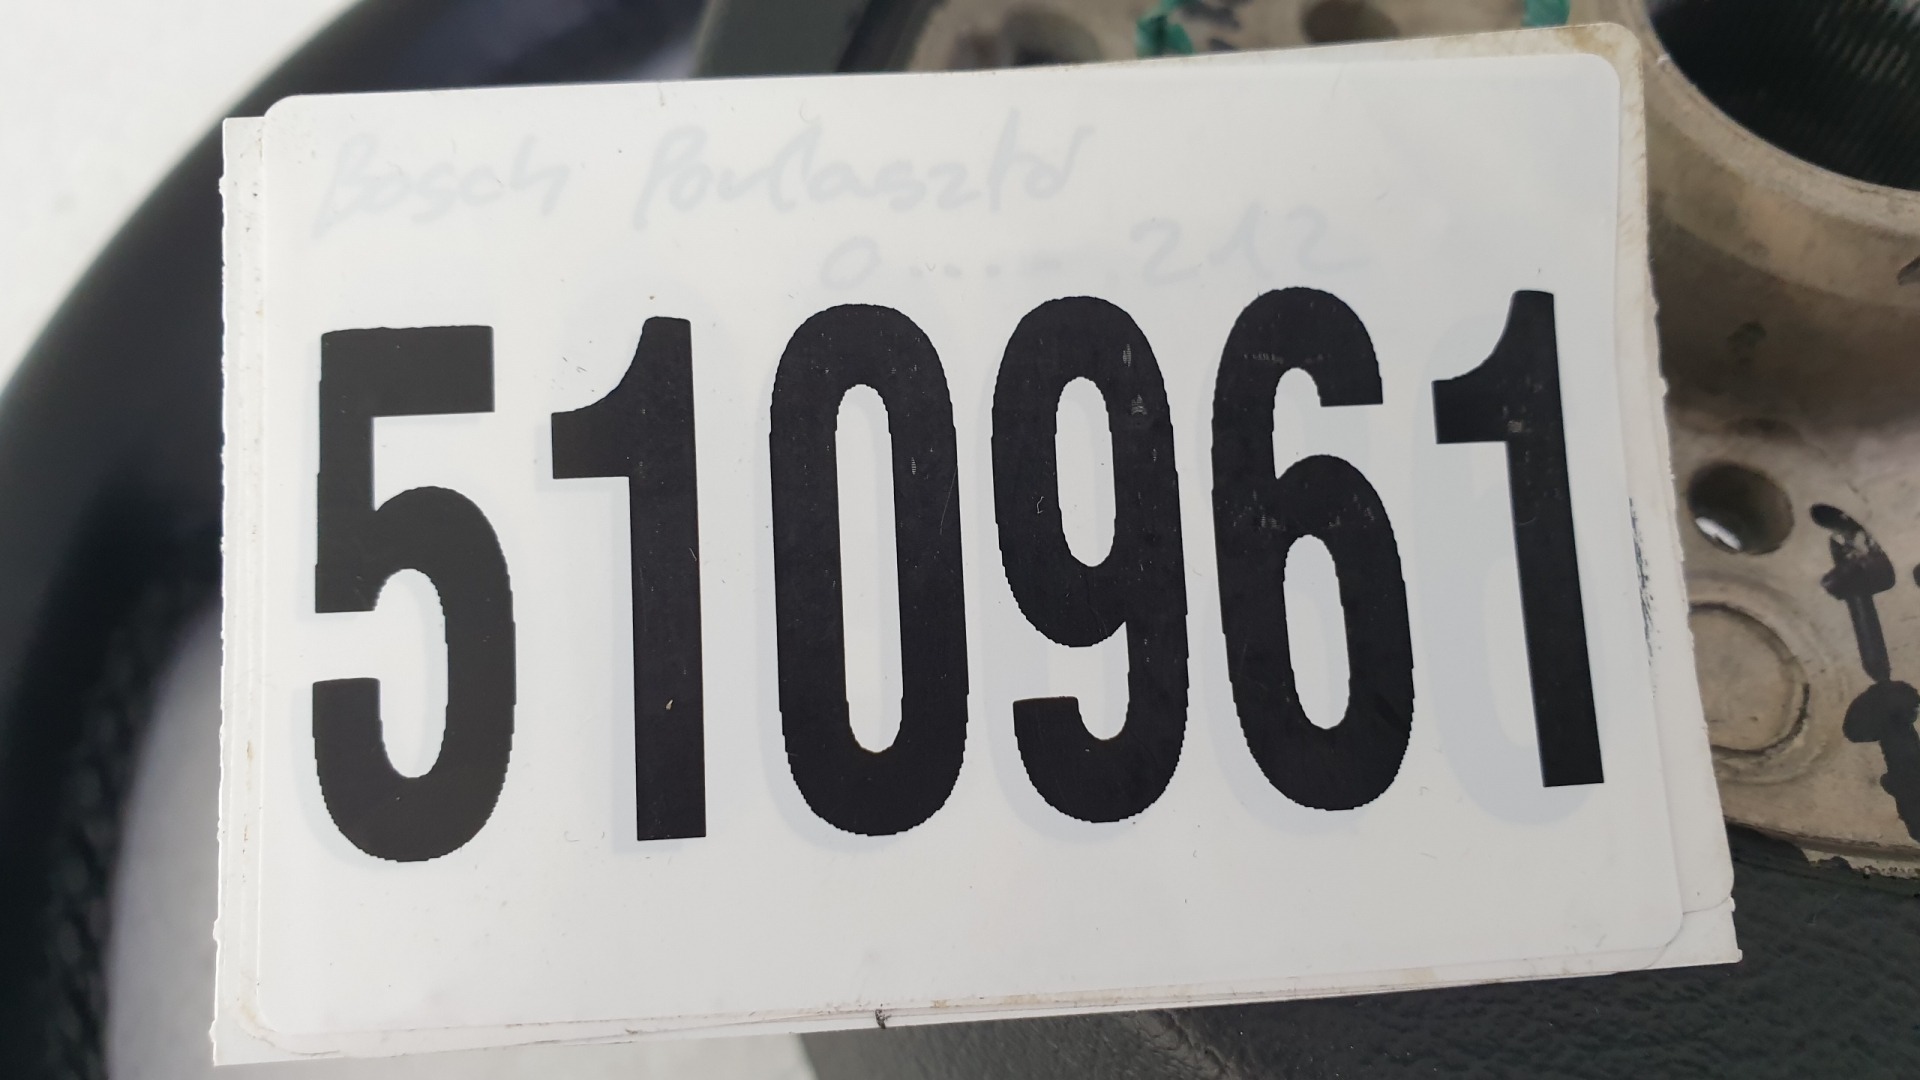 Bosch Porlasztó
0.....212
510961